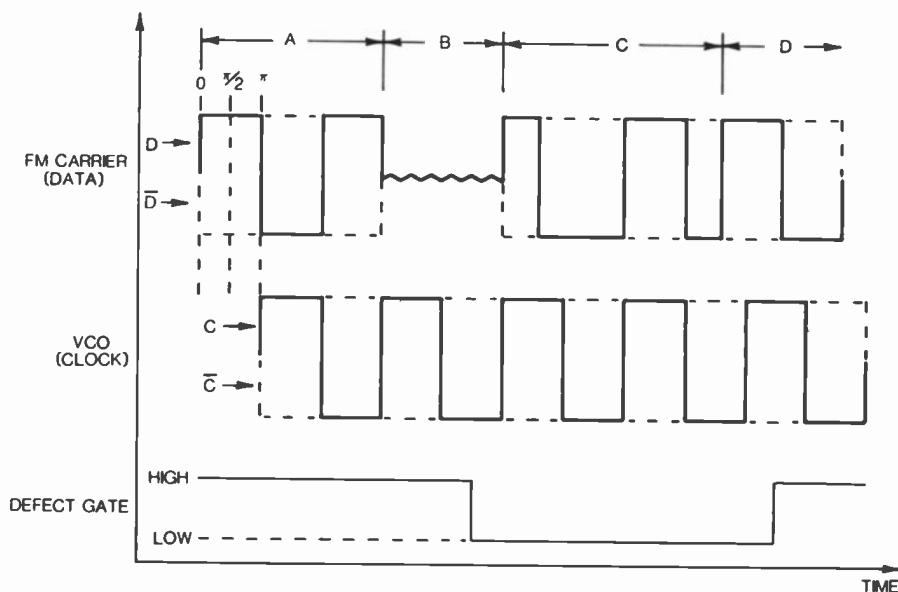 A B C D
0 π/2 π
D
FM CARRIER
(DATA)
D̅
C
VCO
(CLOCK)
C̅
HIGH
DEFECT GATE
LOW
TIME